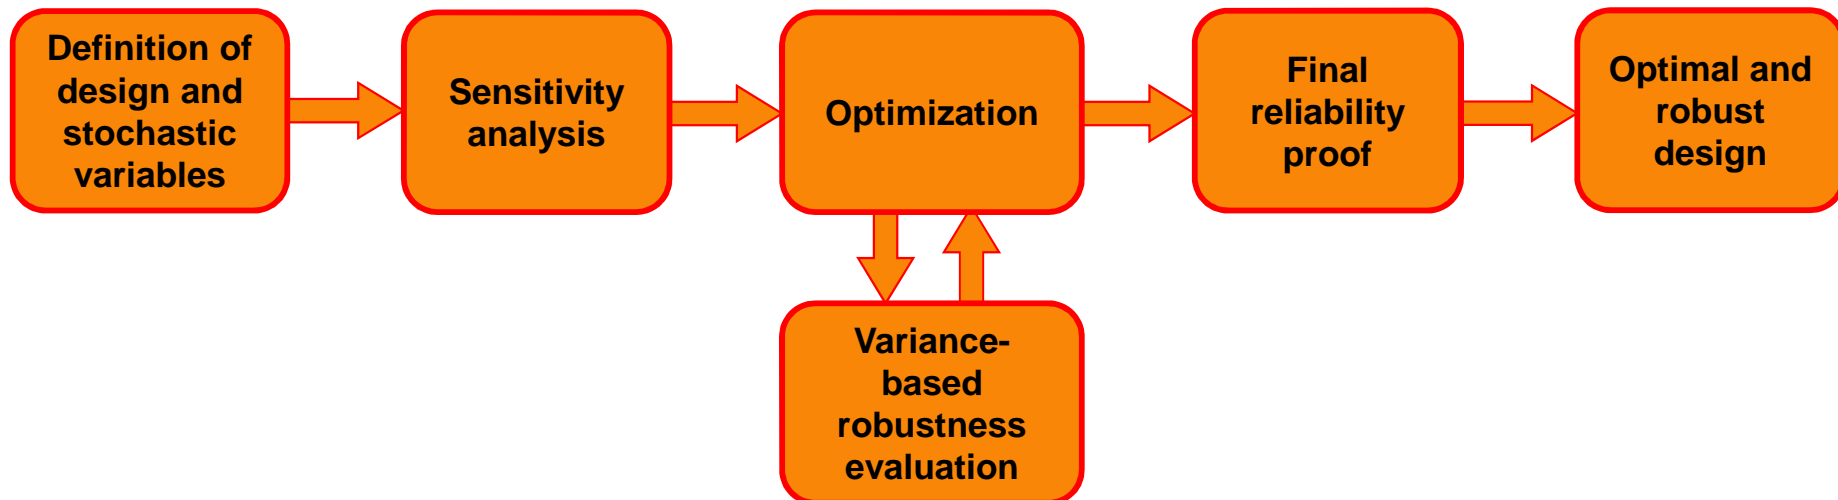 Definition of
design and
stochastic
variables
Sensitivity
analysis
Optimization
Final
reliability
proof
Optimal and
robust
design
Variance-
based
robustness
evaluation